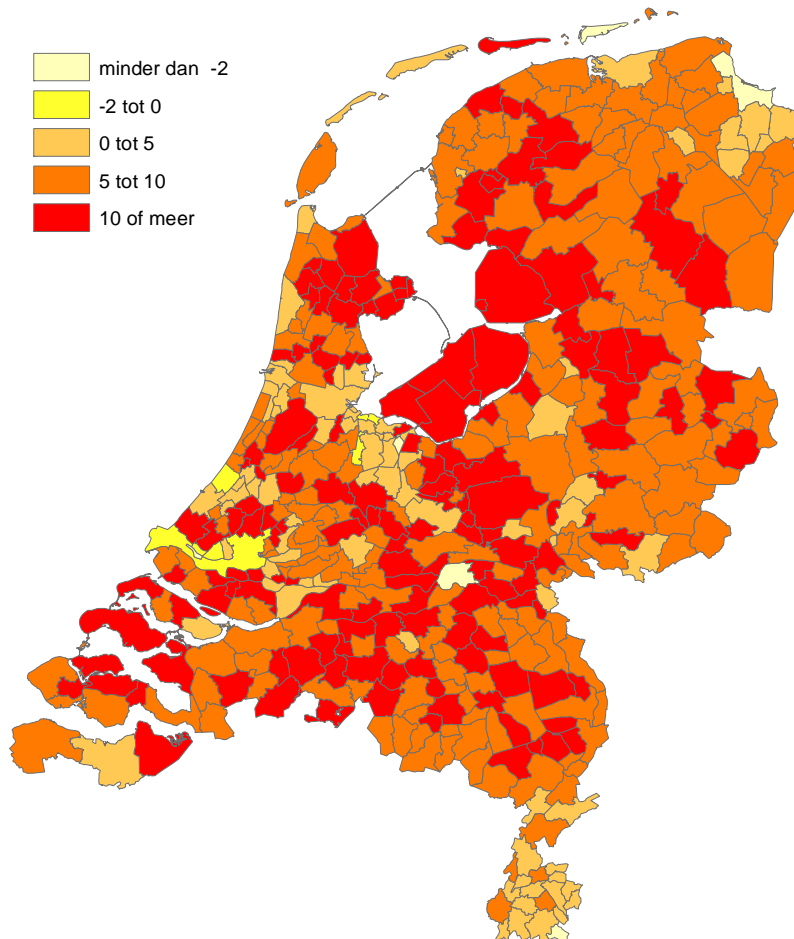 minder dan -2
-2 tot 0
0 tot 5
5 tot 10
10 of meer